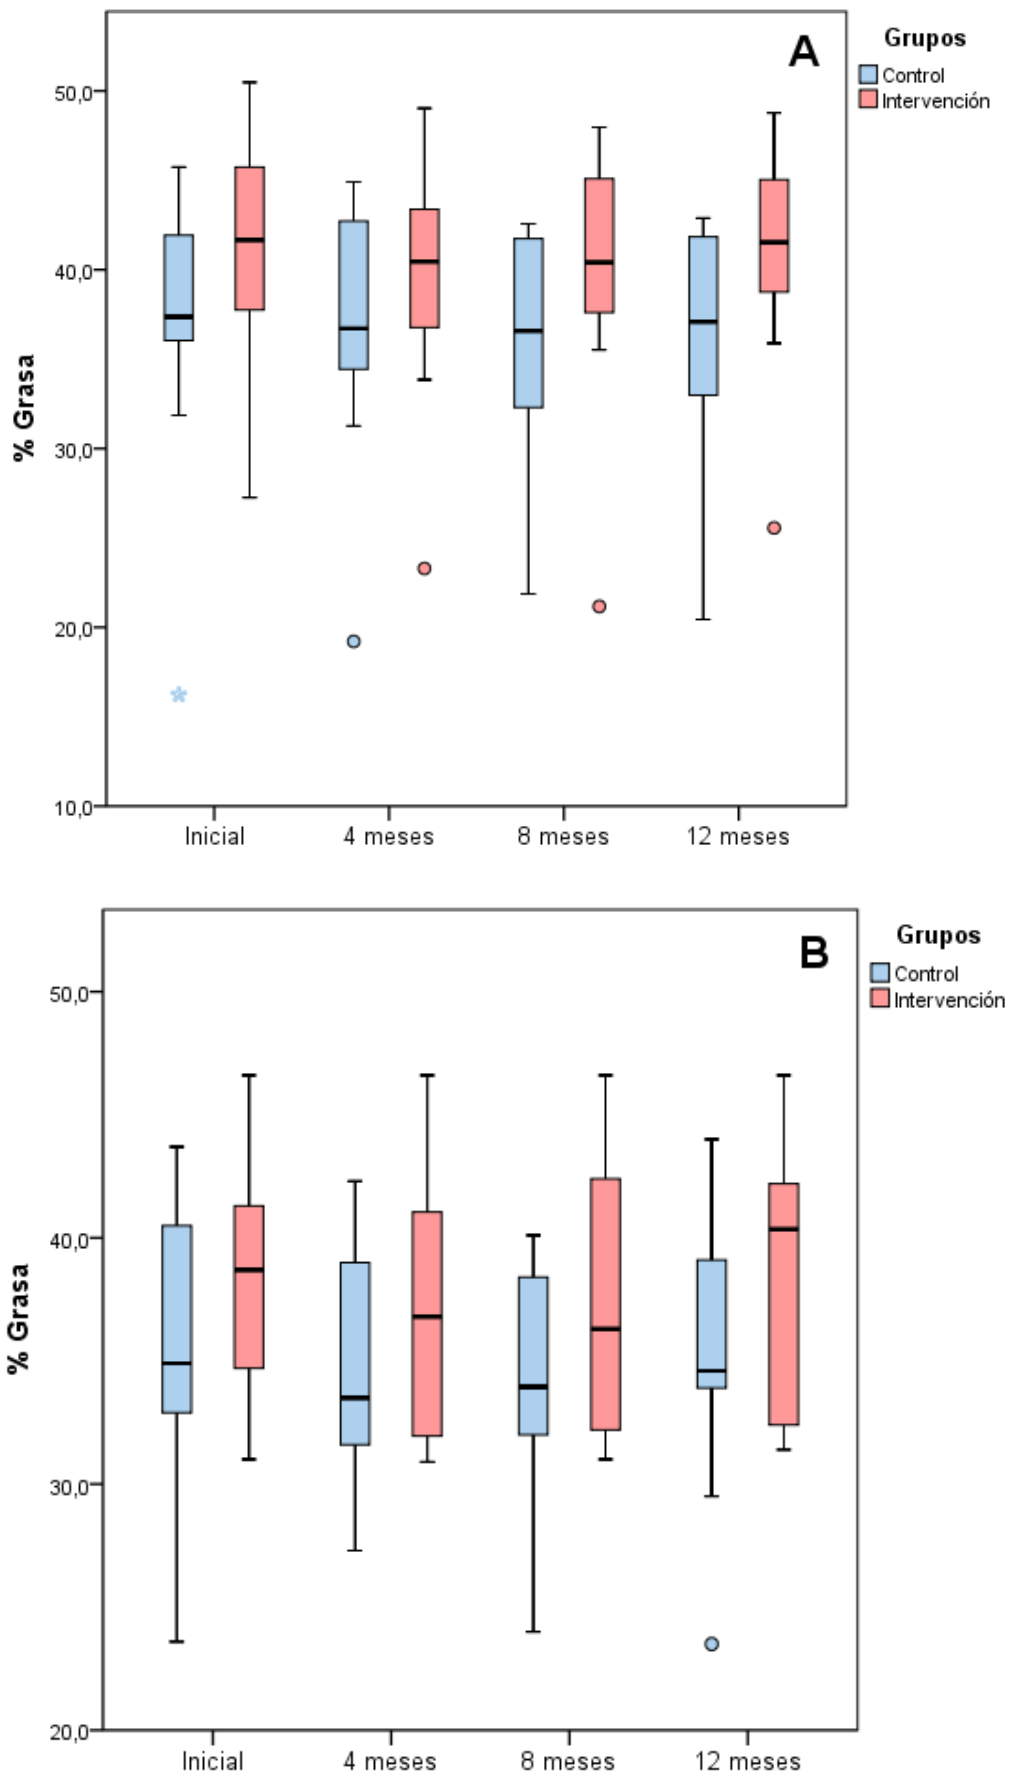 A
Grupos
Control
Intervención
50,0
40,0
30,0
20,0
10,0
% Grasa
Inicial 4 meses 8 meses 12 meses
B
Grupos
Control
Intervención
50,0
40,0
30,0
20,0
% Grasa
Inicial 4 meses 8 meses 12 meses